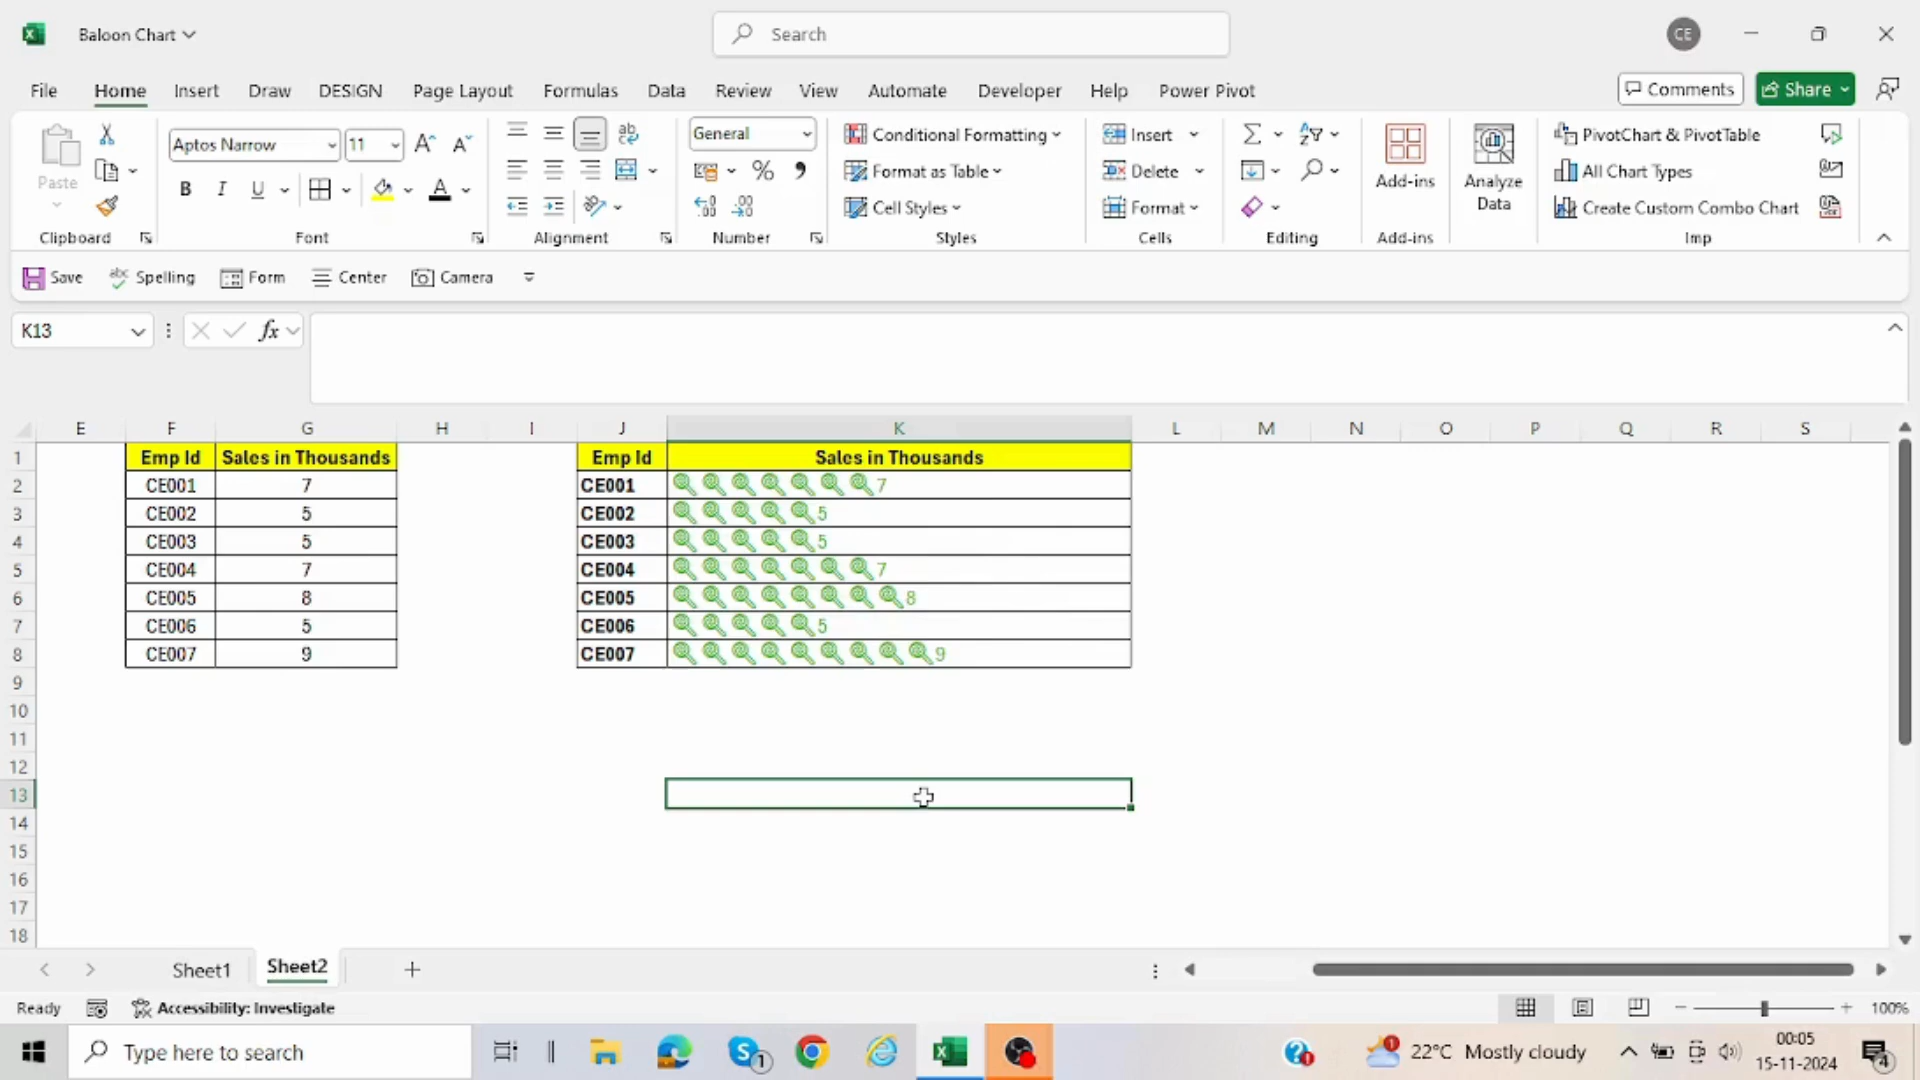 Baloon Chart
Search
CE
File Home Insert Draw DESIGN Page Layout Formulas Data Review View Automate Developer Help Power Pivot
Comments Share
Paste
Clipboard
Aptos Narrow 11
B I U A
Font
Alignment
General
%
Number
Conditional Formatting
Format as Table
Cell Styles
Styles
Insert
Delete
Format
Cells
Editing
Add-ins
Add-ins
Analyze
Data
PivotChart & PivotTable
All Chart Types
Create Custom Combo Chart
Imp
Save Spelling Form Center Camera
K13 fx
E F G H I J K L M N O P Q R S
1 Emp Id Sales in Thousands Emp Id Sales in Thousands
2 CE001 7 CE001 🍭🍭🍭🍭🍭🍭🍭7
3 CE002 5 CE002 🍭🍭🍭🍭🍭5
4 CE003 5 CE003 🍭🍭🍭🍭🍭5
5 CE004 7 CE004 🍭🍭🍭🍭🍭🍭🍭7
6 CE005 8 CE005 🍭🍭🍭🍭🍭🍭🍭🍭8
7 CE006 5 CE006 🍭🍭🍭🍭🍭5
8 CE007 9 CE007 🍭🍭🍭🍭🍭🍭🍭🍭🍭9
9
10
11
12
13
14
15
16
17
18
Sheet1 Sheet2
Ready Accessibility: Investigate 100%
Type here to search 1 22°C Mostly cloudy 00:05
15-11-2024 4